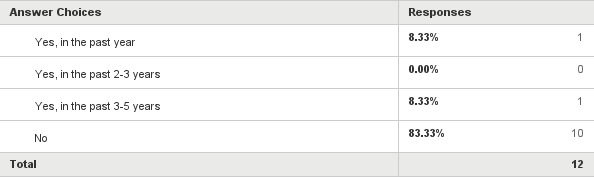 Answer Choices Responses
Yes, in the past year 8.33% 1
Yes, in the past 2-3 years 0.00% 0
Yes, in the past 3-5 years 8.33% 1
No 83.33% 10
Total 12